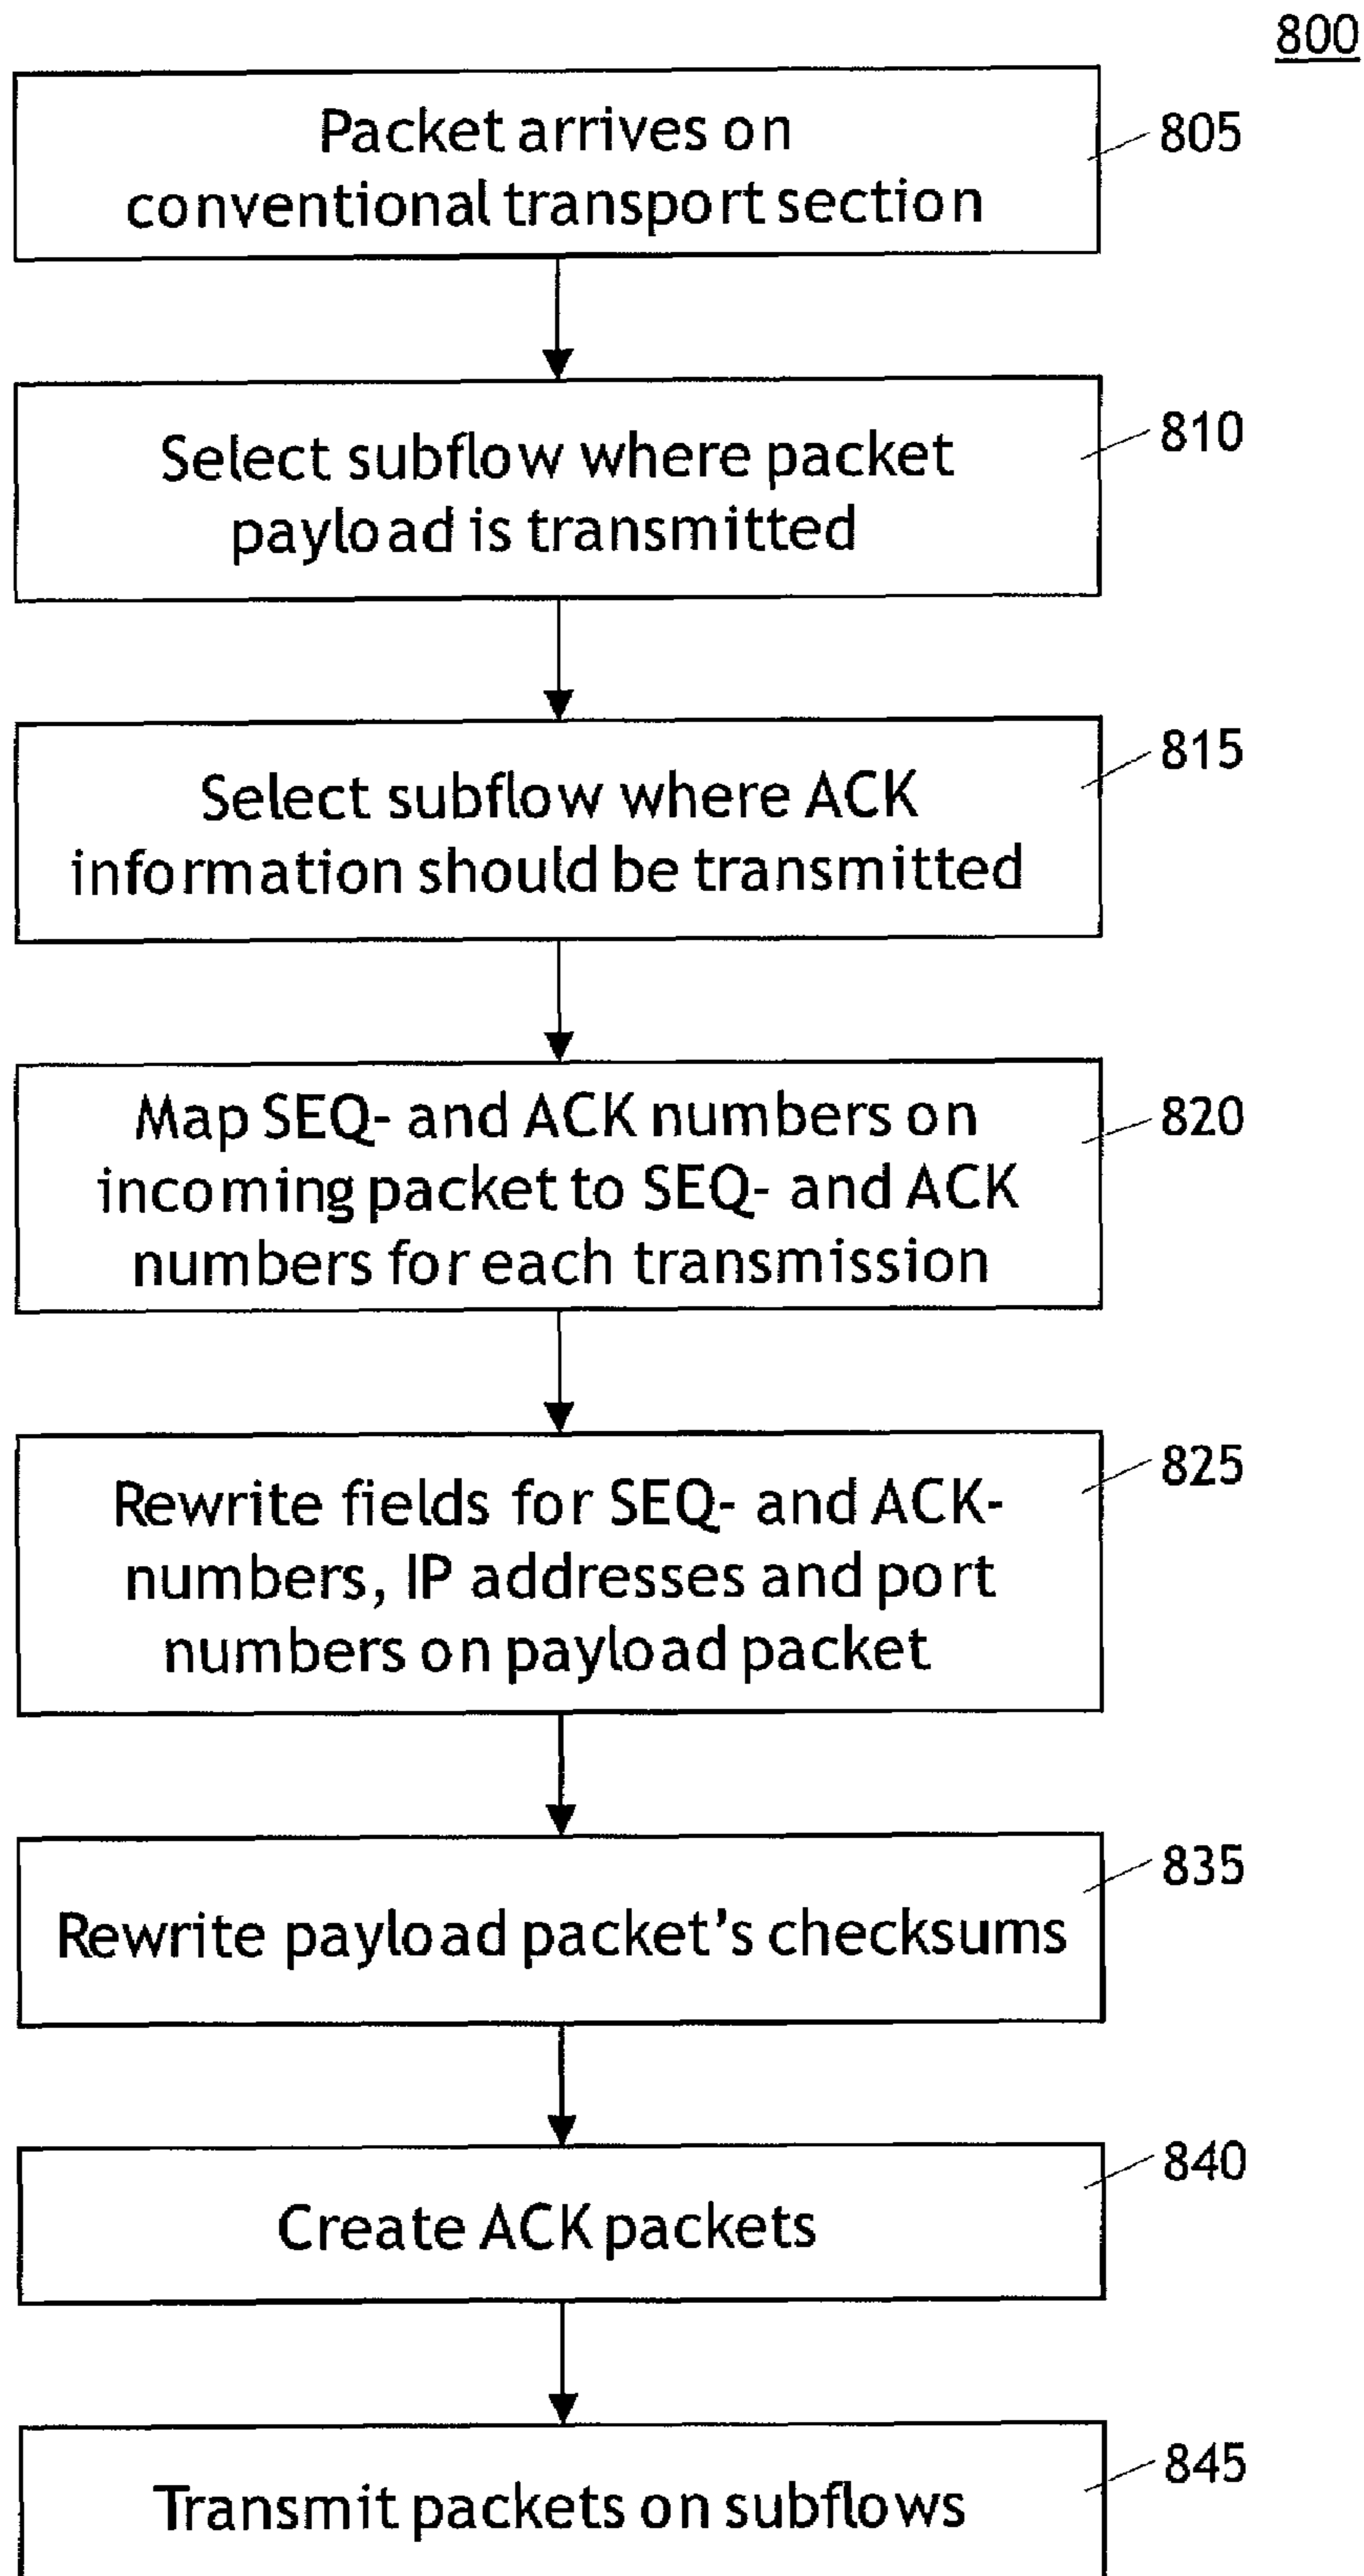 800
Packet arrives on
conventional transport section
805
Select subflow where packet
payload is transmitted
810
Select subflow where ACK
information should be transmitted
815
Map SEQ- and ACK numbers on
incoming packet to SEQ- and ACK
numbers for each transmission
820
Rewrite fields for SEQ- and ACK-
numbers, IP addresses and port
numbers on payload packet
825
Rewrite payload packet's checksums
835
Create ACK packets
840
Transmit packets on subflows
845